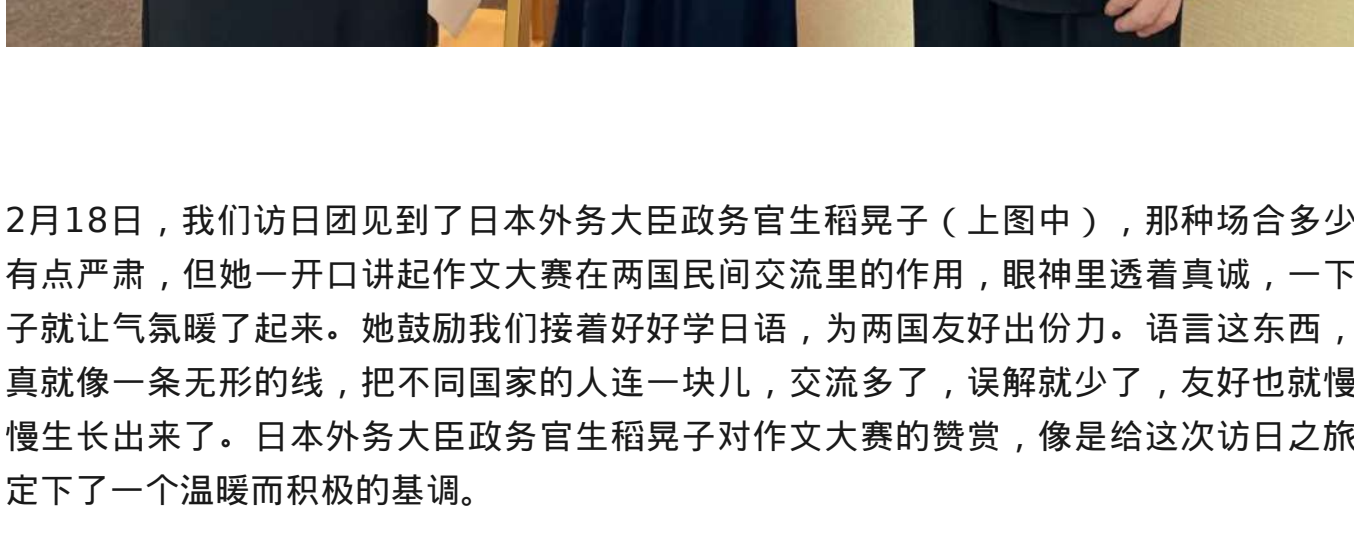 2月18日，我们访日团见到了日本外务大臣政务官生稻晃子（上图中），那种场合多少
有点严肃，但她一开口讲起作文大赛在两国民间交流里的作用，眼神里透着真诚，一下
子就让气氛暖了起来。她鼓励我们接着好好学日语，为两国友好出份力。语言这东西，
真就像一条无形的线，把不同国家的人连一块儿，交流多了，误解就少了，友好也就慢
慢生长出来了。日本外务大臣政务官生稻晃子对作文大赛的赞赏，像是给这次访日之旅
定下了一个温暖而积极的基调。